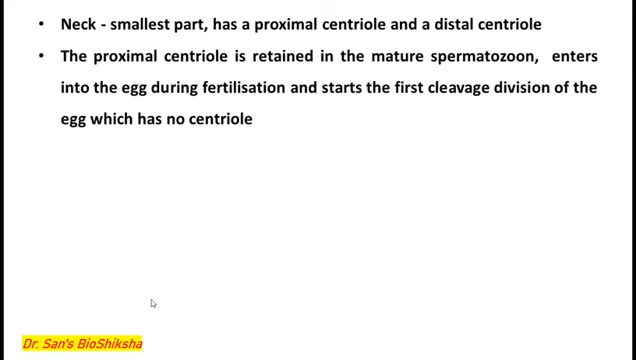 • Neck - smallest part, has a proximal centriole and a distal centriole
• The proximal centriole is retained in the mature spermatozoon, enters
into the egg during fertilisation and starts the first cleavage division of the
egg which has no centriole
Dr. San's BioShiksha